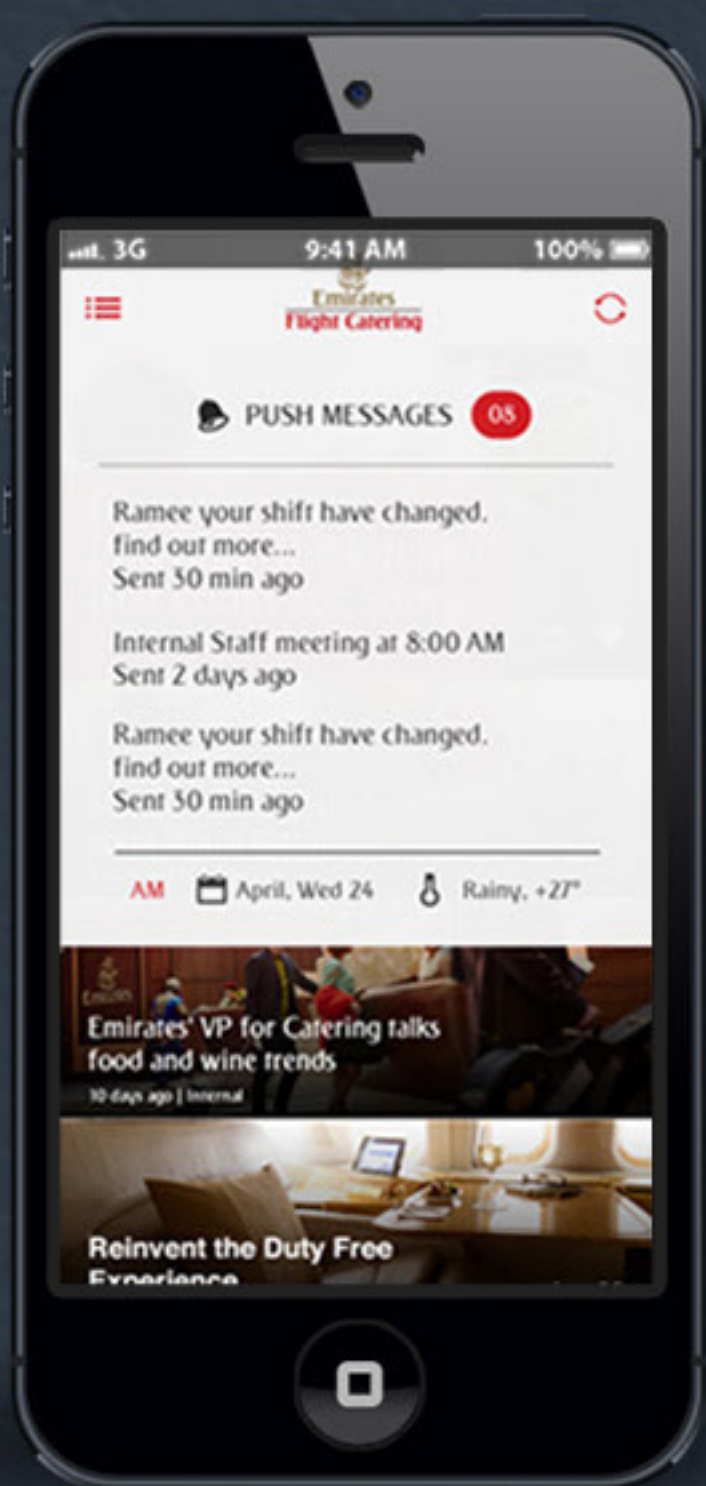 3G 9:41 AM 100%
Emirates
Flight Catering
PUSH MESSAGES 08
Ramee your shift have changed.
find out more...
Sent 30 min ago
Internal Staff meeting at 8:00 AM
Sent 2 days ago
Ramee your shift have changed.
find out more...
Sent 30 min ago
AM April, Wed 24 Rainy, +27°
Emirates
Emirates' VP for Catering talks
food and wine trends
10 days ago | Internal
Reinvent the Duty Free
Experience